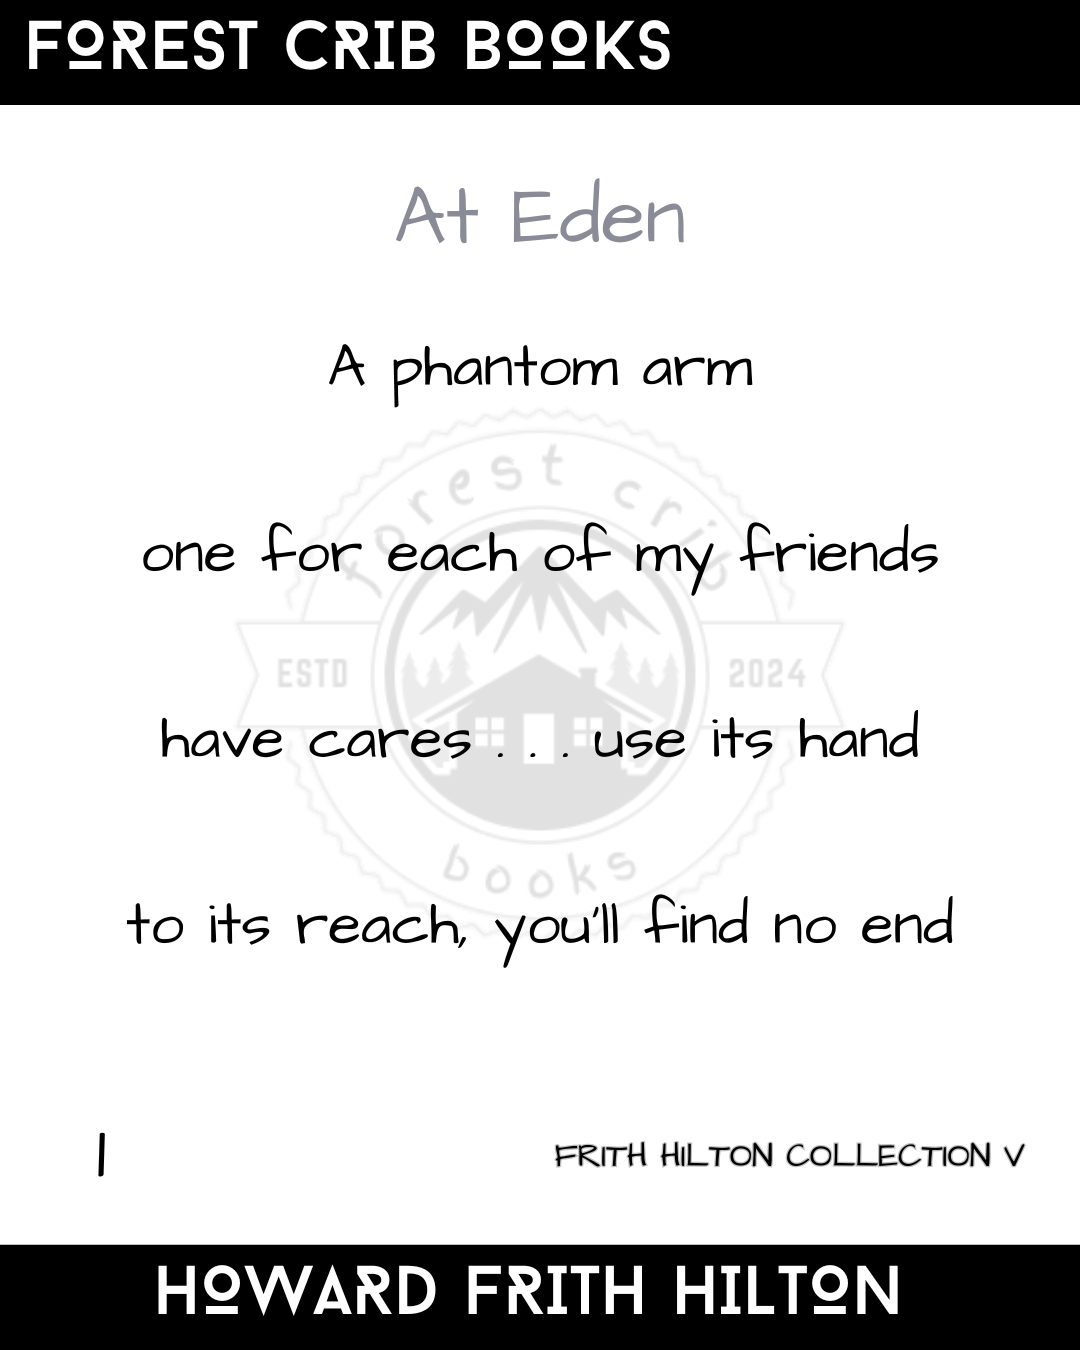 FOREST CRIB BOOKS
At Eden
A phantom arm
forest crib
one for each of my friends
ESTD 2024
have cares . . . use its hand
books
to its reach, you'll find no end
1
FRITH HILTON COLLECTION V
HOWARD FRITH HILTON